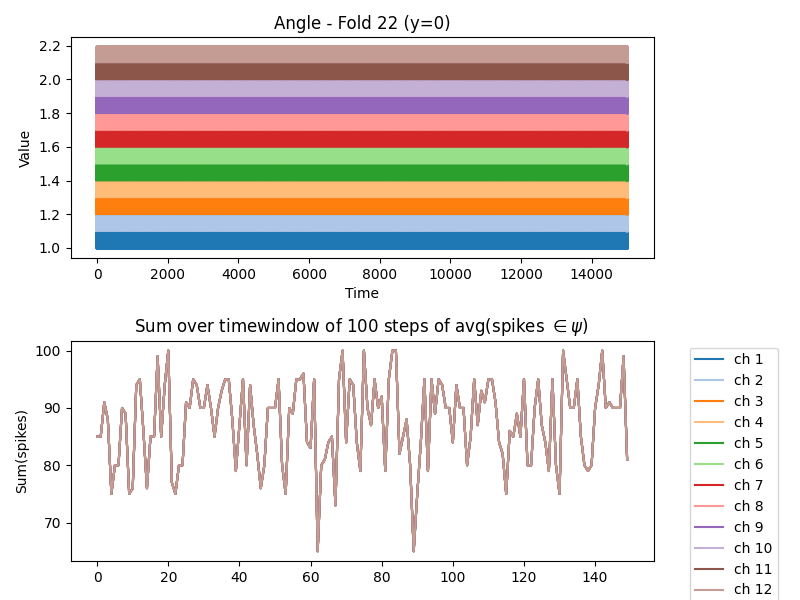 Angle - Fold 22 (y=0)
Value
2.2
2.0
1.8
1.6
1.4
1.2
1.0
0 2000 4000 6000 8000 10000 12000 14000
Time
Sum over timewindow of 100 steps of avg(spikes ∈ ψ)
Sum(spikes)
100
90
80
70
0 20 40 60 80 100 120 140
ch 1
ch 2
ch 3
ch 4
ch 5
ch 6
ch 7
ch 8
ch 9
ch 10
ch 11
ch 12